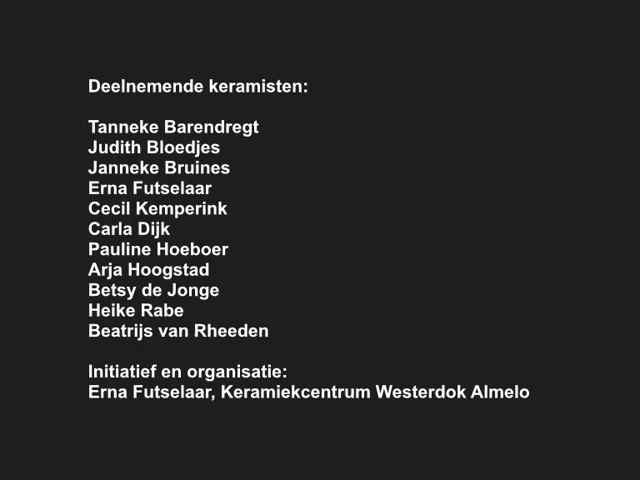 Deelnemende keramisten:
Tanneke Barendregt
Judith Bloedjes
Janneke Bruines
Erna Futselaar
Cecil Kemperink
Carla Dijk
Pauline Hoeboer
Arja Hoogstad
Betsy de Jonge
Heike Rabe
Beatrijs van Rheeden
Initiatief en organisatie:
Erna Futselaar, Keramiekcentrum Westerdok Almelo